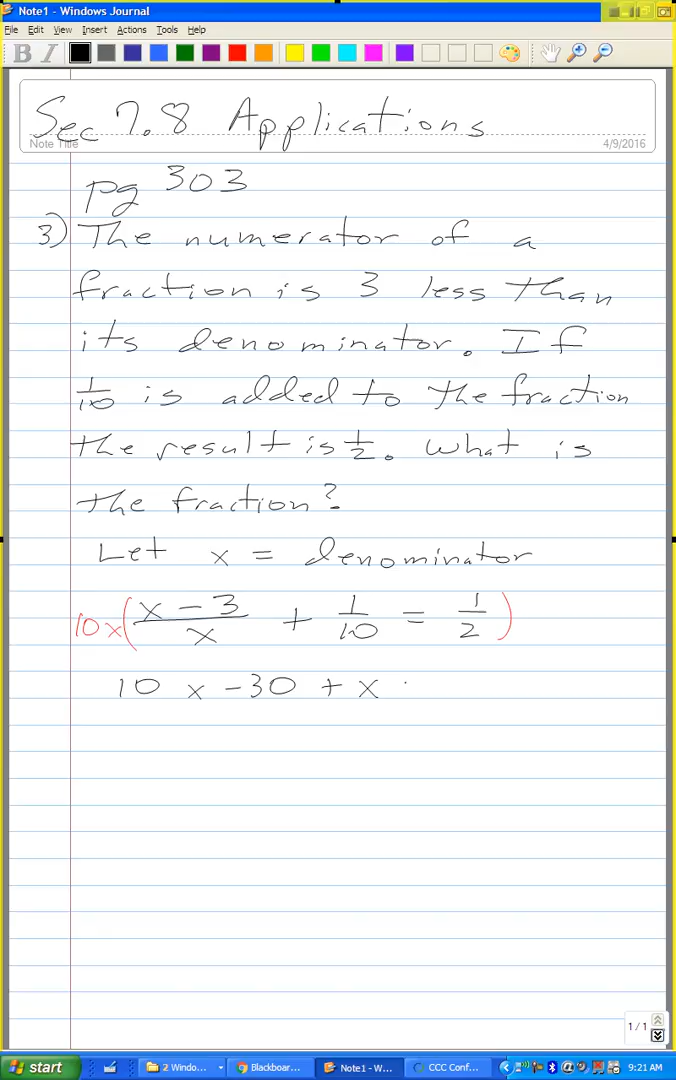 Note1 - Windows Journal
File Edit View Insert Actions Tools Help
B I
Sec 7.8 Applications
Note Title
4/9/2016
pg 303
3) The numerator of a
fraction is 3 less than
its denominator. If
1/10 is added to the fraction
the result is 1/2. What is
the fraction?
Let x = denominator
10x( (x - 3)/x + 1/10 = 1/2 )
10 x - 30 + x
1 / 1
start 2 Windo... Blackboar... Note1 - W... CCC Conf... 9:21 AM